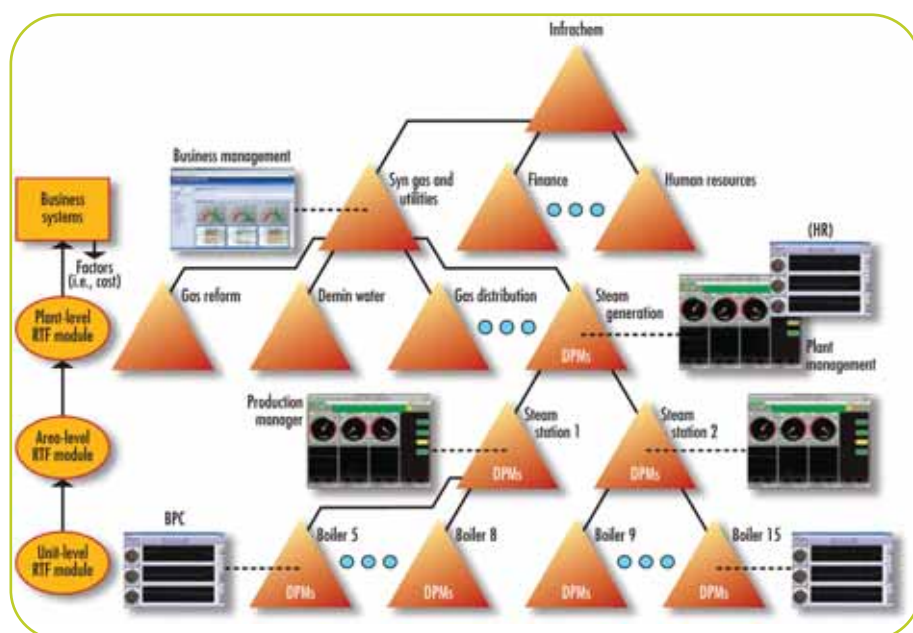 Infrachem
Business management
Syn gas and
utilities
Finance
Human resources
(HR)
Business
systems
Factors
(i.e., cost)
Gas reform
Demin water
Gas distribution
Steam
generation
DPMs
Plant
management
Plant-level
RTF module
Production
manager
Steam
station 1
DPMs
Steam
station 2
DPMs
Area-level
RTF module
BPC
Boiler 5
DPMs
Boiler 8
Boiler 9
Boiler 15
DPMs
Unit-level
RTF module